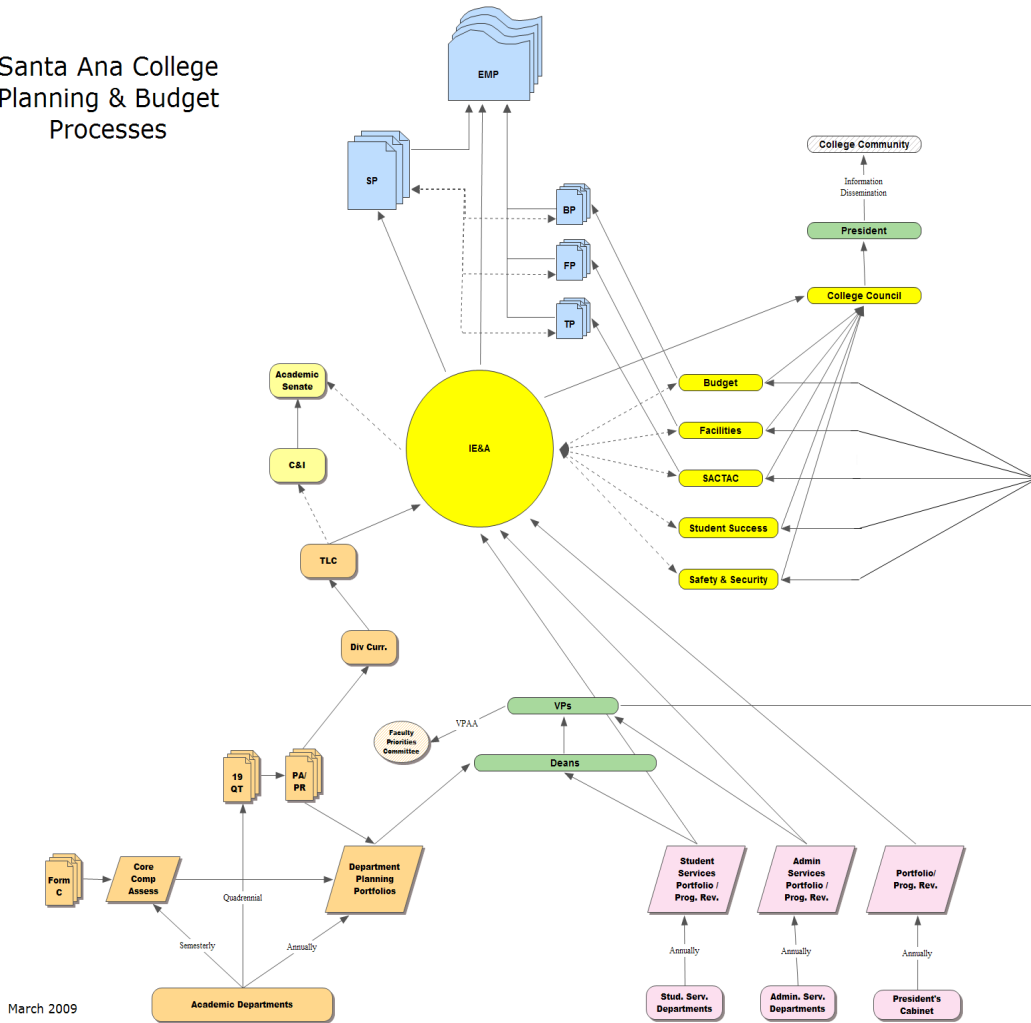 Santa Ana College
Planning & Budget
Processes
EMP
SP
BP
FP
TP
College Community
Information
Dissemination
President
College Council
Academic
Senate
C&I
IE&A
Budget
Facilities
SACTAC
Student Success
Safety & Security
TLC
Div Curr.
VPs
VPAA
Faculty
Priorities
Committee
Deans
19
QT
PA/
PR
Form
C
Core
Comp
Assess
Department
Planning
Portfolios
Student
Services
Portfolio /
Prog. Rev.
Admin
Services
Portfolio /
Prog. Rev.
Portfolio/
Prog. Rev.
Quadrennial
Semesterly
Annually
Annually
Annually
Annually
Academic Departments
Stud. Serv.
Departments
Admin. Serv.
Departments
President's
Cabinet
March 2009